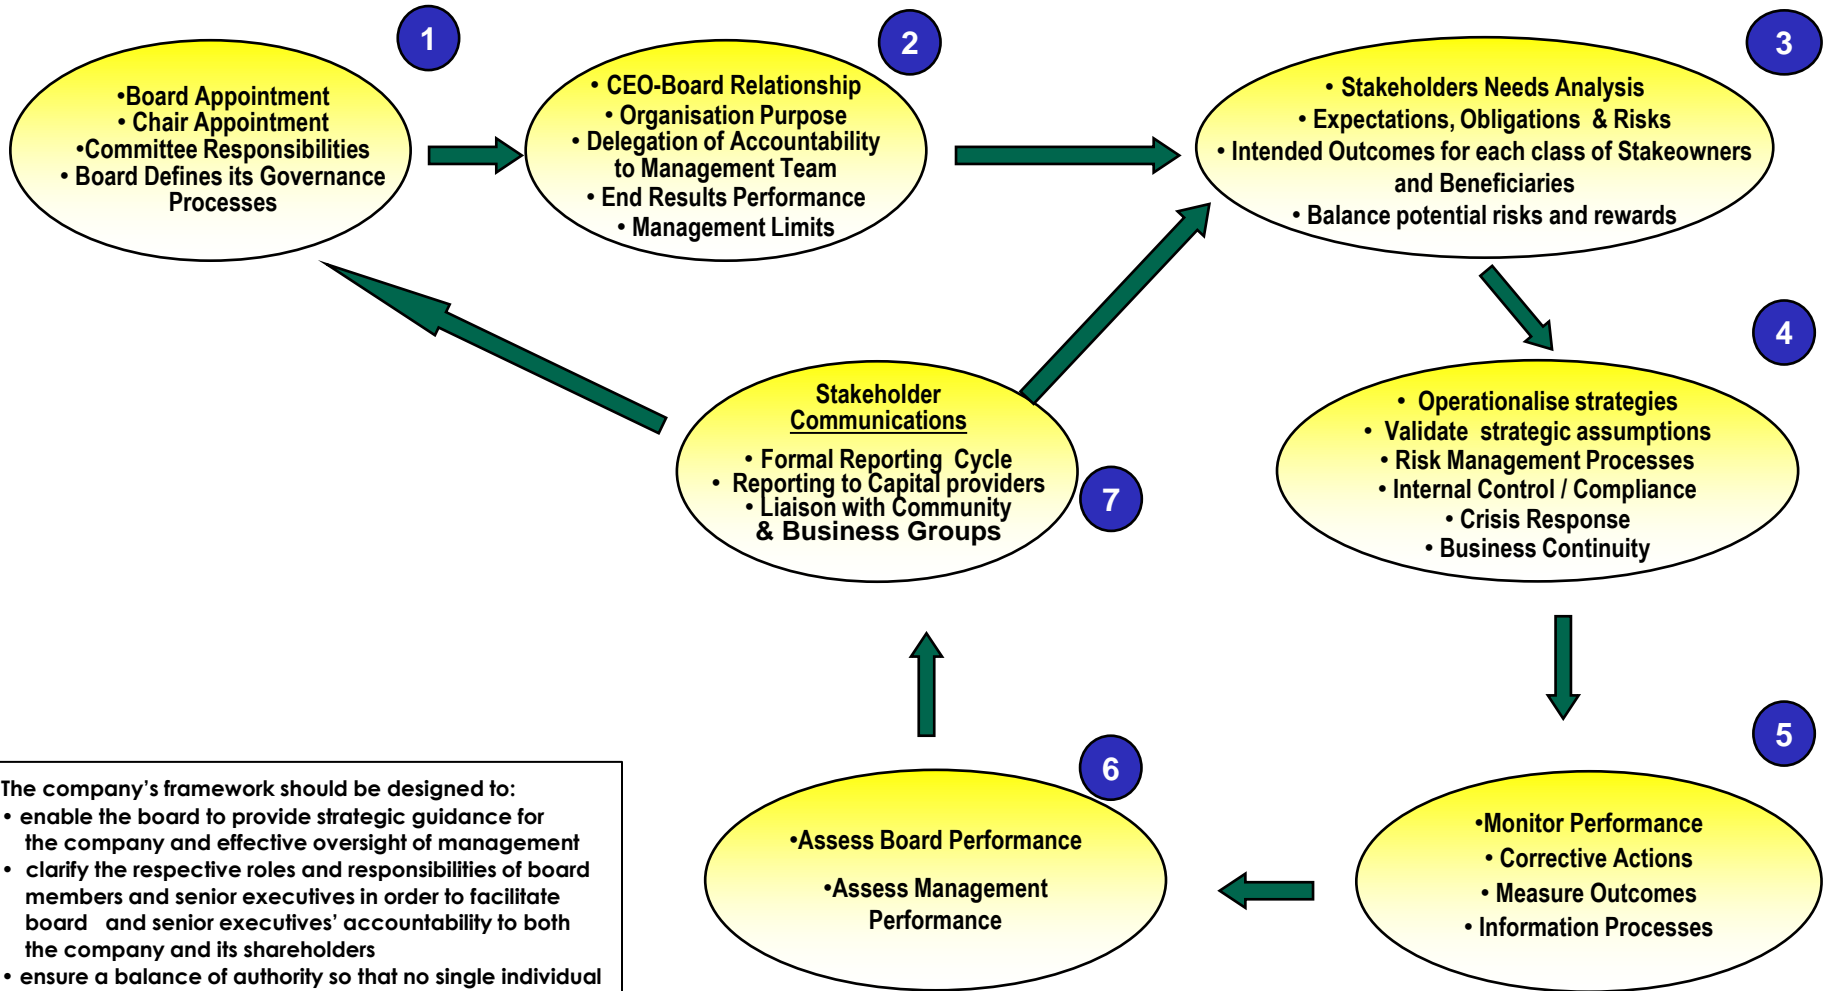 1
•Board Appointment
• Chair Appointment
•Committee Responsibilities
• Board Defines its Governance
Processes
2
• CEO-Board Relationship
• Organisation Purpose
• Delegation of Accountability
to Management Team
• End Results Performance
• Management Limits
3
• Stakeholders Needs Analysis
• Expectations, Obligations & Risks
• Intended Outcomes for each class of Stakeowners
and Beneficiaries
• Balance potential risks and rewards
4
• Operationalise strategies
• Validate strategic assumptions
• Risk Management Processes
• Internal Control / Compliance
• Crisis Response
• Business Continuity
5
•Monitor Performance
• Corrective Actions
• Measure Outcomes
• Information Processes
6
•Assess Board Performance
•Assess Management
Performance
7
Stakeholder
Communications
• Formal Reporting Cycle
• Reporting to Capital providers
• Liaison with Community
& Business Groups
The company’s framework should be designed to:
• enable the board to provide strategic guidance for
the company and effective oversight of management
• clarify the respective roles and responsibilities of board
members and senior executives in order to facilitate
board and senior executives’ accountability to both
the company and its shareholders
• ensure a balance of authority so that no single individual